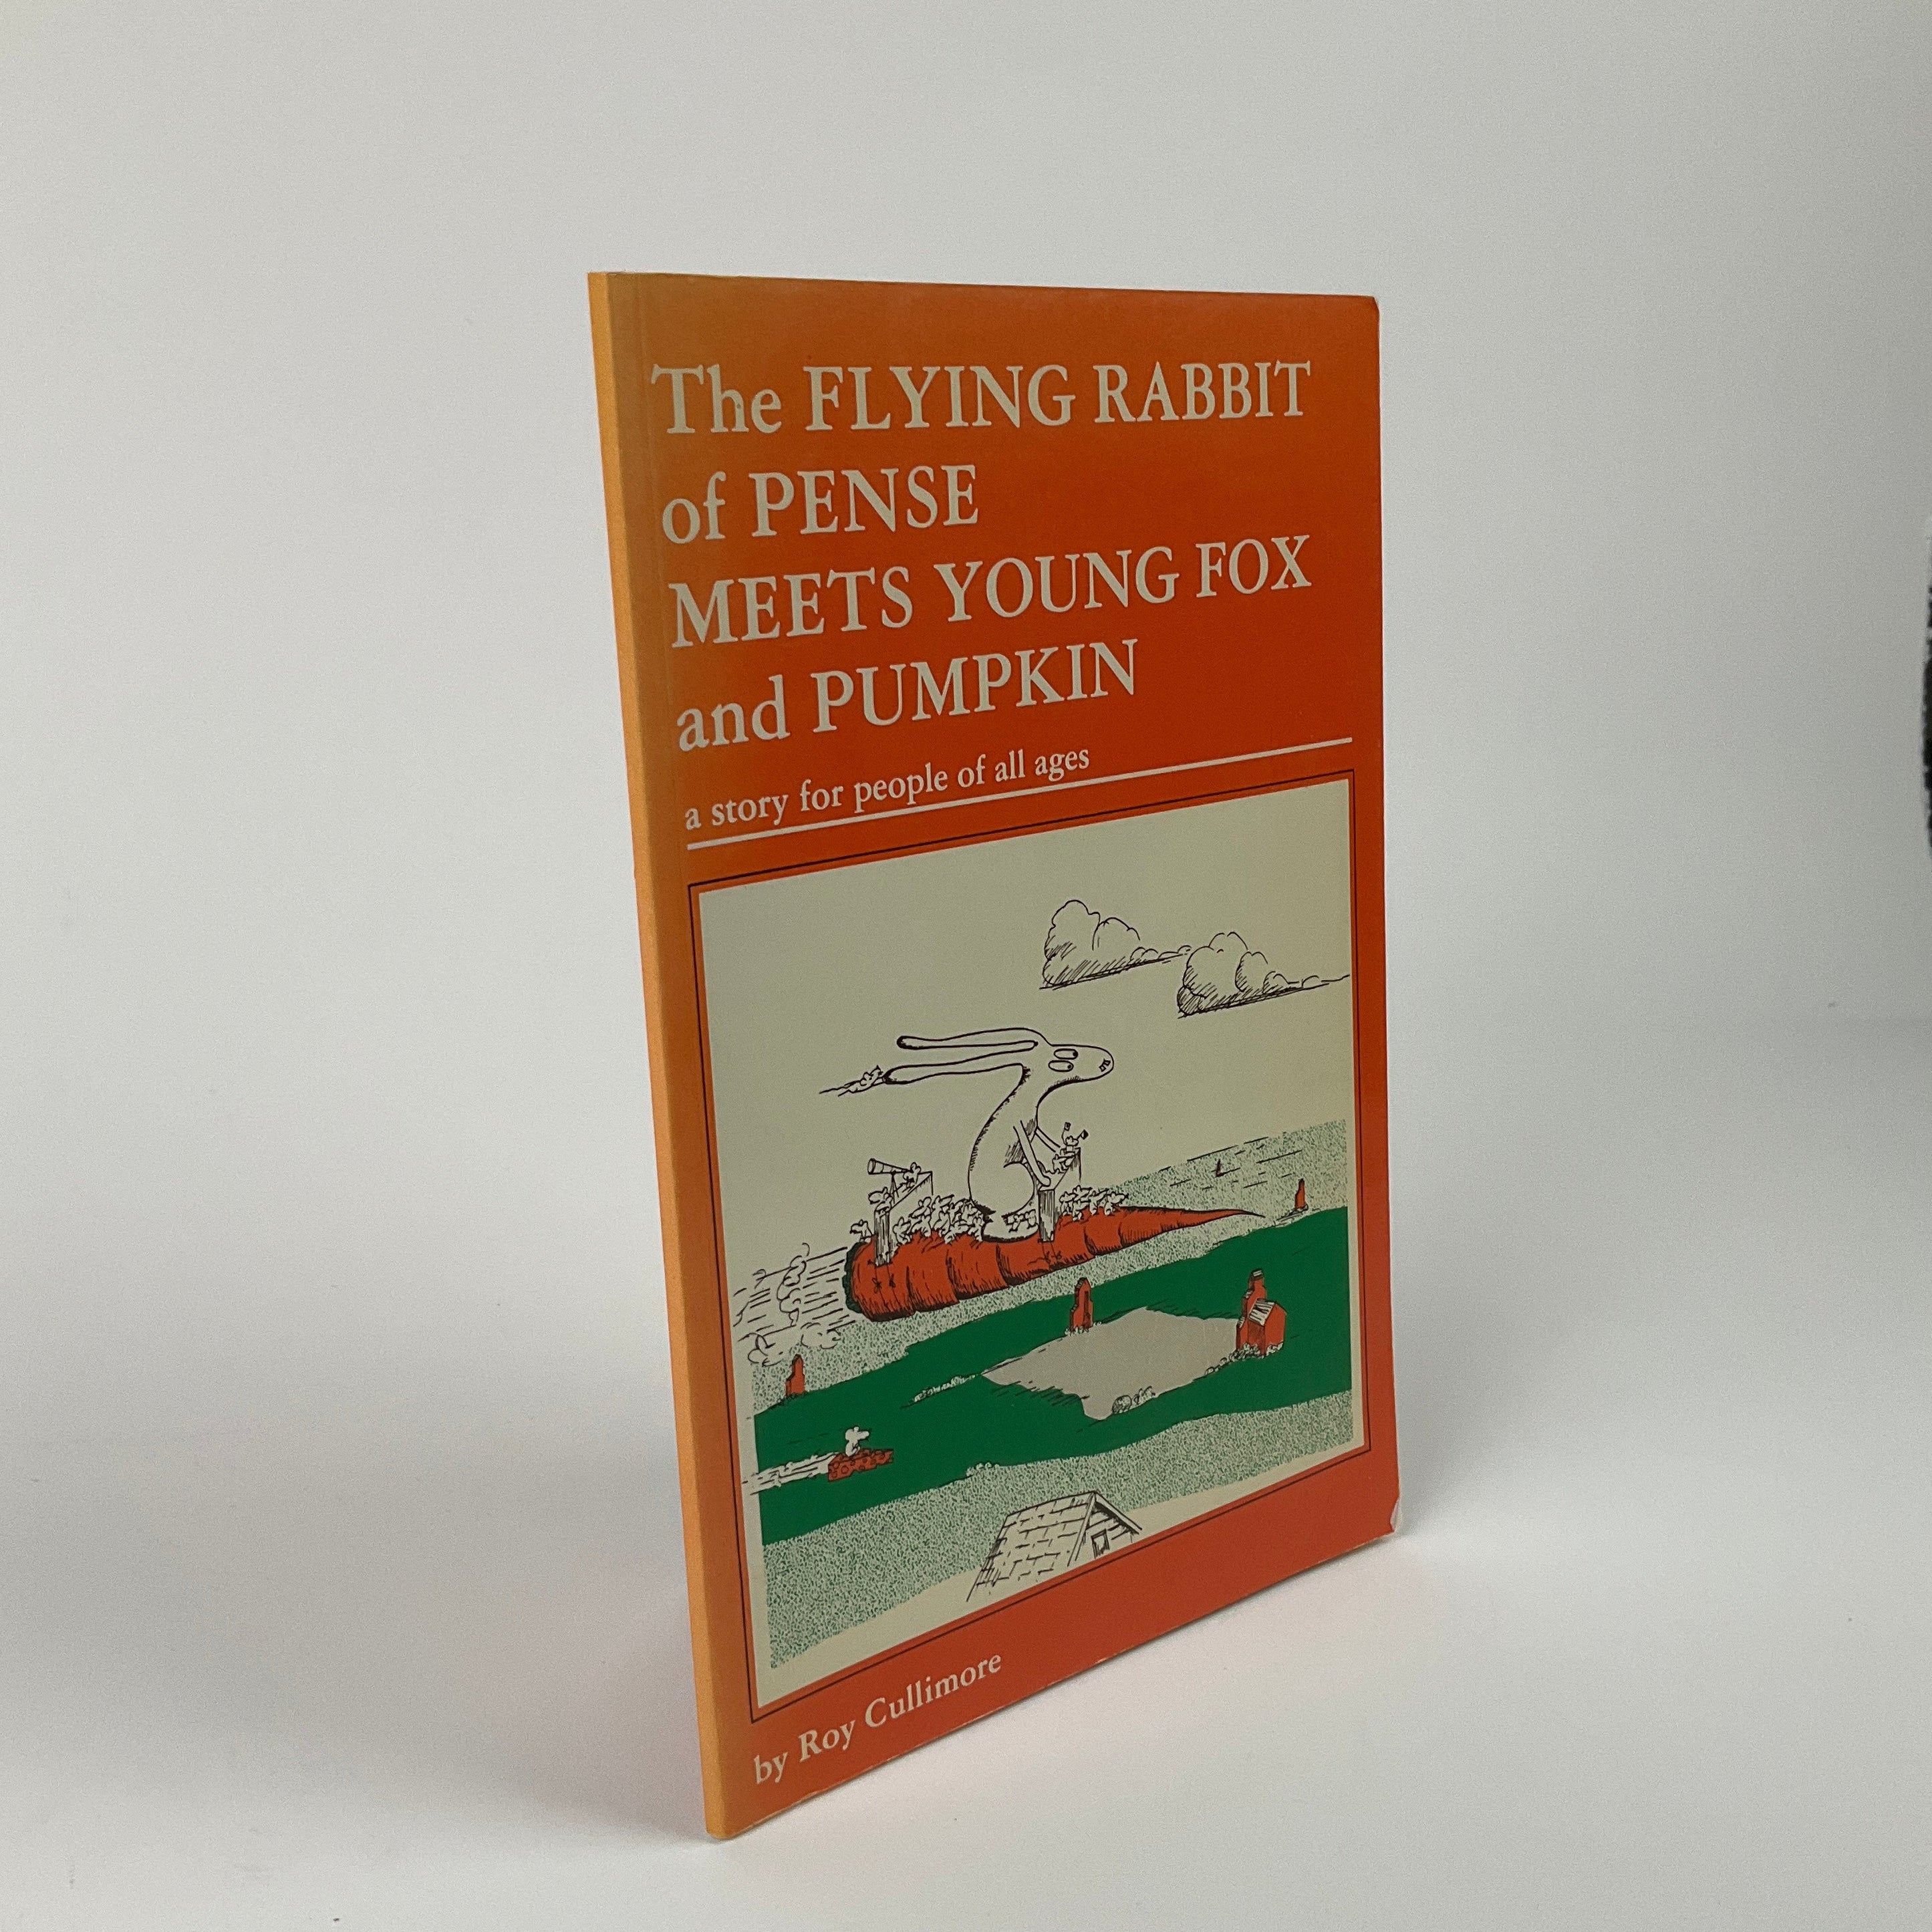 The FLYING RABBIT
of PENSE
MEETS YOUNG FOX
and PUMPKIN
a story for people of all ages
by Roy Cullimore